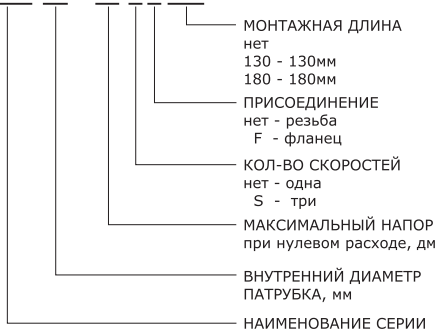 МОНТАЖНАЯ ДЛИНА
нет
130 - 130мм
180 - 180мм
ПРИСОЕДИНЕНИЕ
нет - резьба
F - фланец
КОЛ-ВО СКОРОСТЕЙ
нет - одна
S - три
МАКСИМАЛЬНЫЙ НАПОР
при нулевом расходе, дм
ВНУТРЕННИЙ ДИАМЕТР
ПАТРУБКА, мм
НАИМЕНОВАНИЕ СЕРИИ